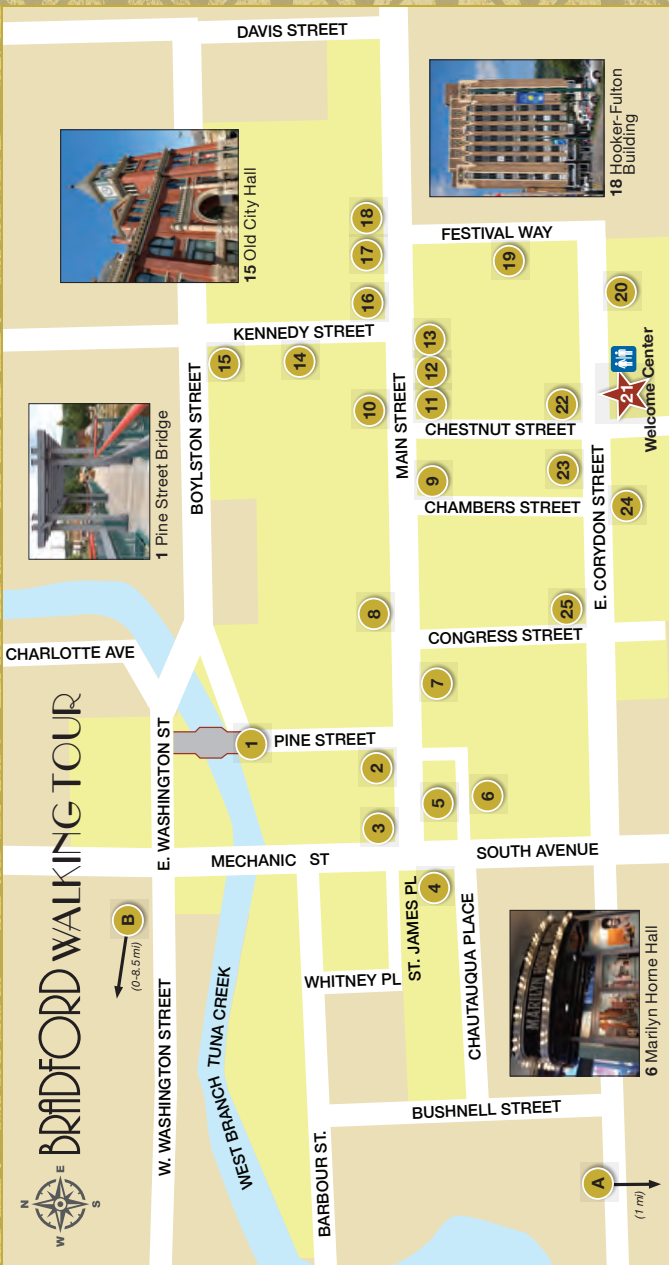 BRADFORD WALKING TOUR
N
E
S
W
DAVIS STREET
18 Hooker-Fulton
Building
15 Old City Hall
1 Pine Street Bridge
6 Marilyn Horne Hall
MARILYN HORNE
FESTIVAL WAY
KENNEDY STREET
BOYLSTON STREET
MAIN STREET
CHESTNUT STREET
CHAMBERS STREET
E. CORYDON STREET
CONGRESS STREET
CHARLOTTE AVE
PINE STREET
E. WASHINGTON ST
W. WASHINGTON STREET
MECHANIC ST
SOUTH AVENUE
ST. JAMES PL
CHAUTAUQUA PLACE
WHITNEY PL
BUSHNELL STREET
BARBOUR ST.
WEST BRANCH TUNA CREEK
Welcome Center
B
(0-8.5 mi)
A
(1 mi)
1
2
3
4
5
6
7
8
9
10
11
12
13
14
15
16
17
18
19
20
21
22
23
24
25